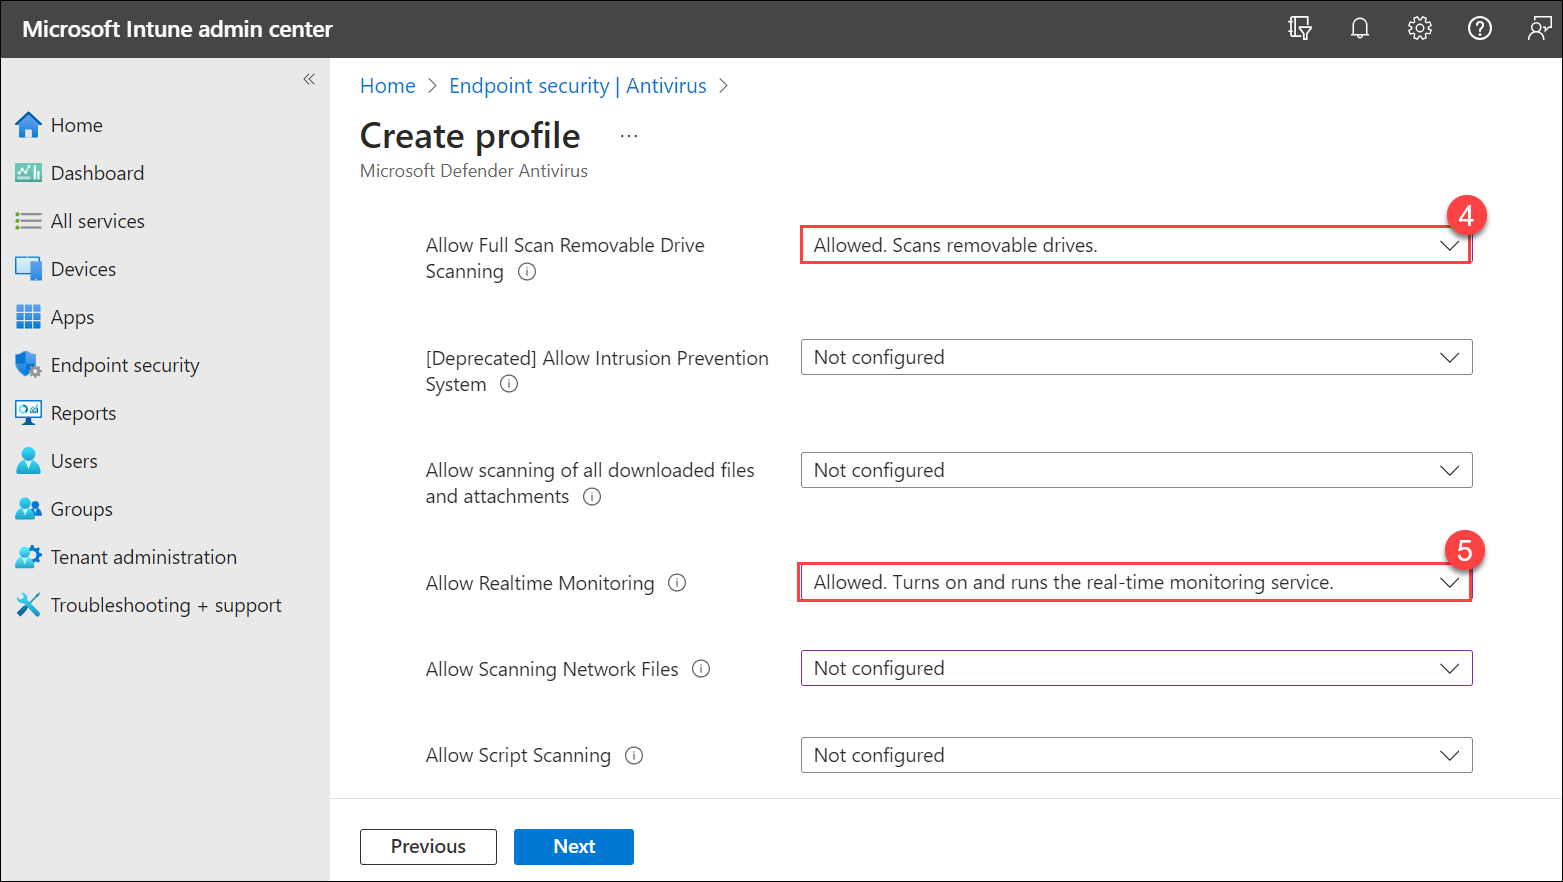 Microsoft Intune admin center
«
Home
Dashboard
All services
Devices
Apps
Endpoint security
Reports
Users
Groups
Tenant administration
Troubleshooting + support
Home > Endpoint security | Antivirus >
Create profile ...
Microsoft Defender Antivirus
4
Allow Full Scan Removable Drive
Scanning
Allowed. Scans removable drives.
[Deprecated] Allow Intrusion Prevention
System
Not configured
Allow scanning of all downloaded files
and attachments
Not configured
5
Allow Realtime Monitoring
Allowed. Turns on and runs the real-time monitoring service.
Allow Scanning Network Files
Not configured
Allow Script Scanning
Not configured
Previous
Next